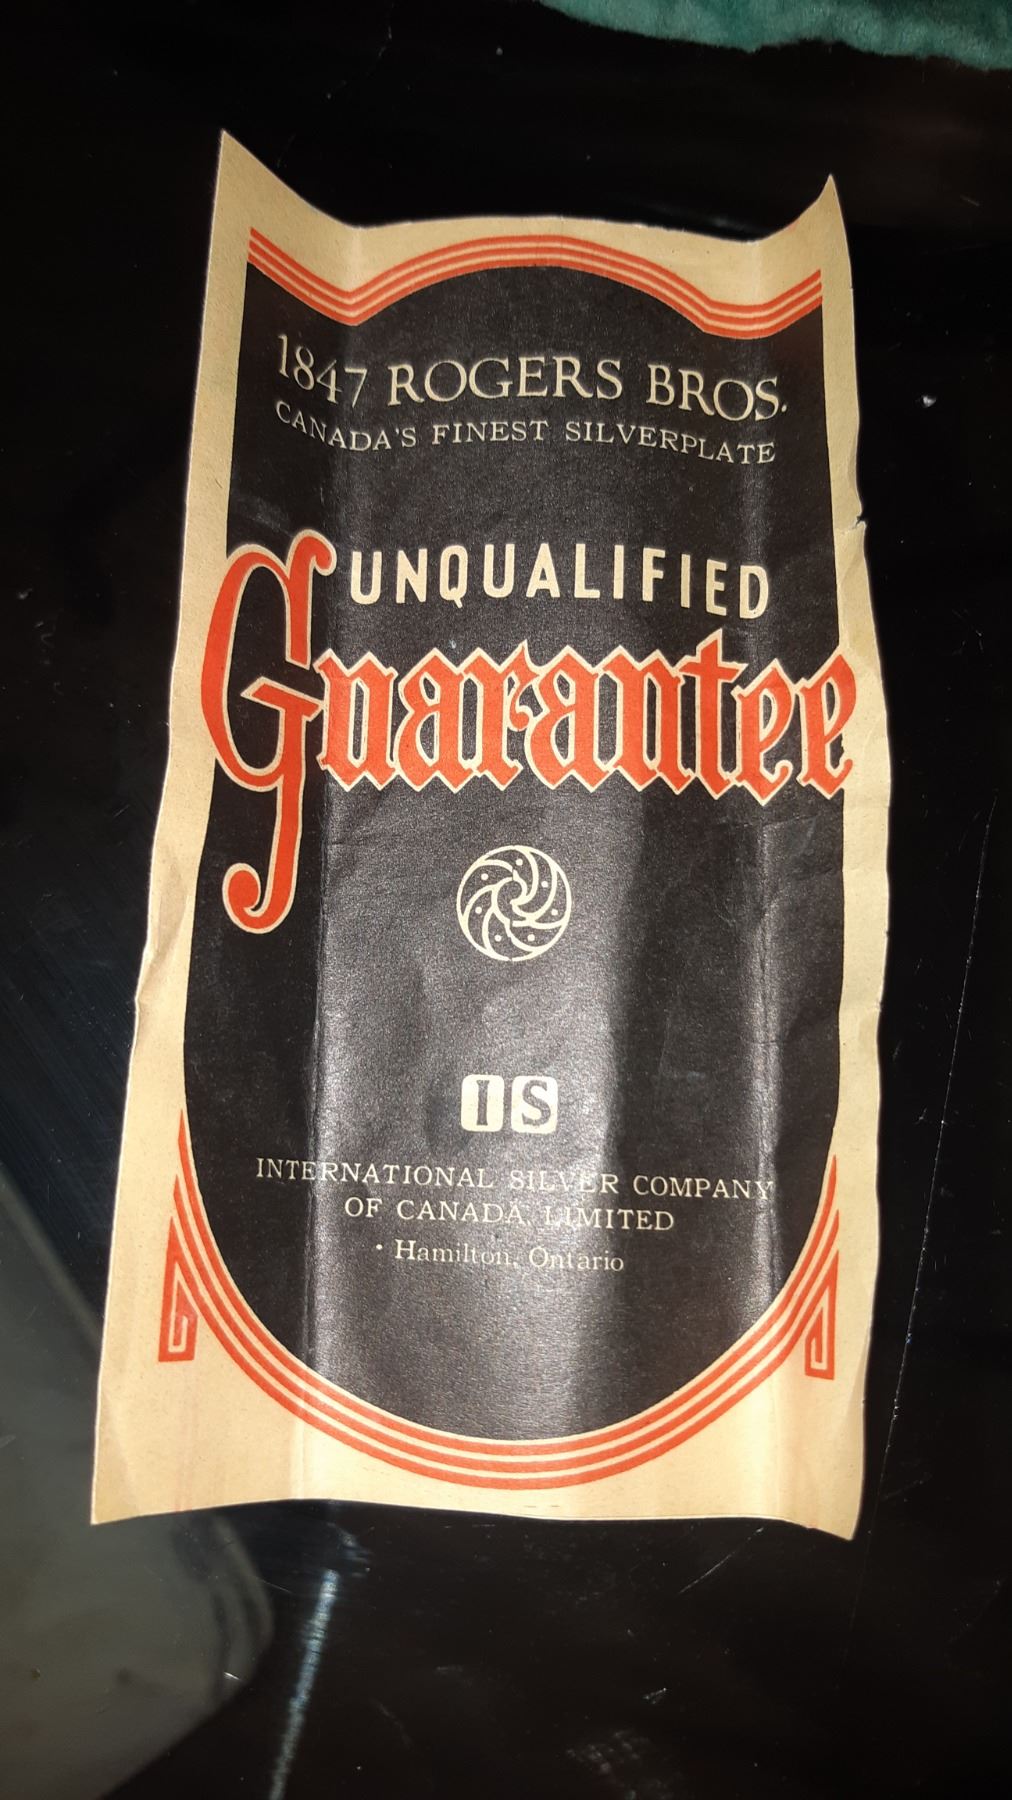 1847 ROGERS BROS.
CANADA'S FINEST SILVERPLATE
UNQUALIFIED
Guarantee
IS
INTERNATIONAL SILVER COMPANY
OF CANADA, LIMITED
• Hamilton, Ontario